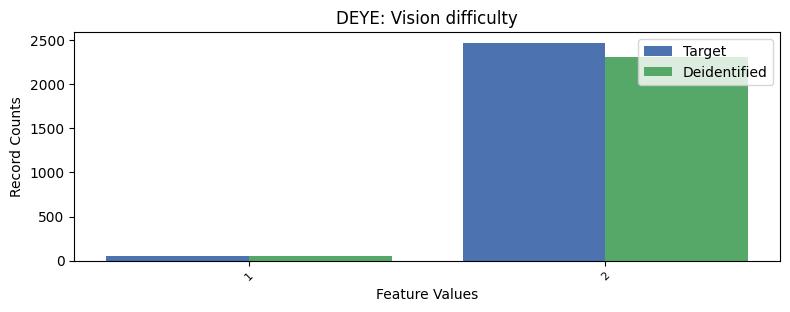 DEYE: Vision difficulty
Target
Deidentified
Record Counts
2500
2000
1500
1000
500
0
1
2
Feature Values